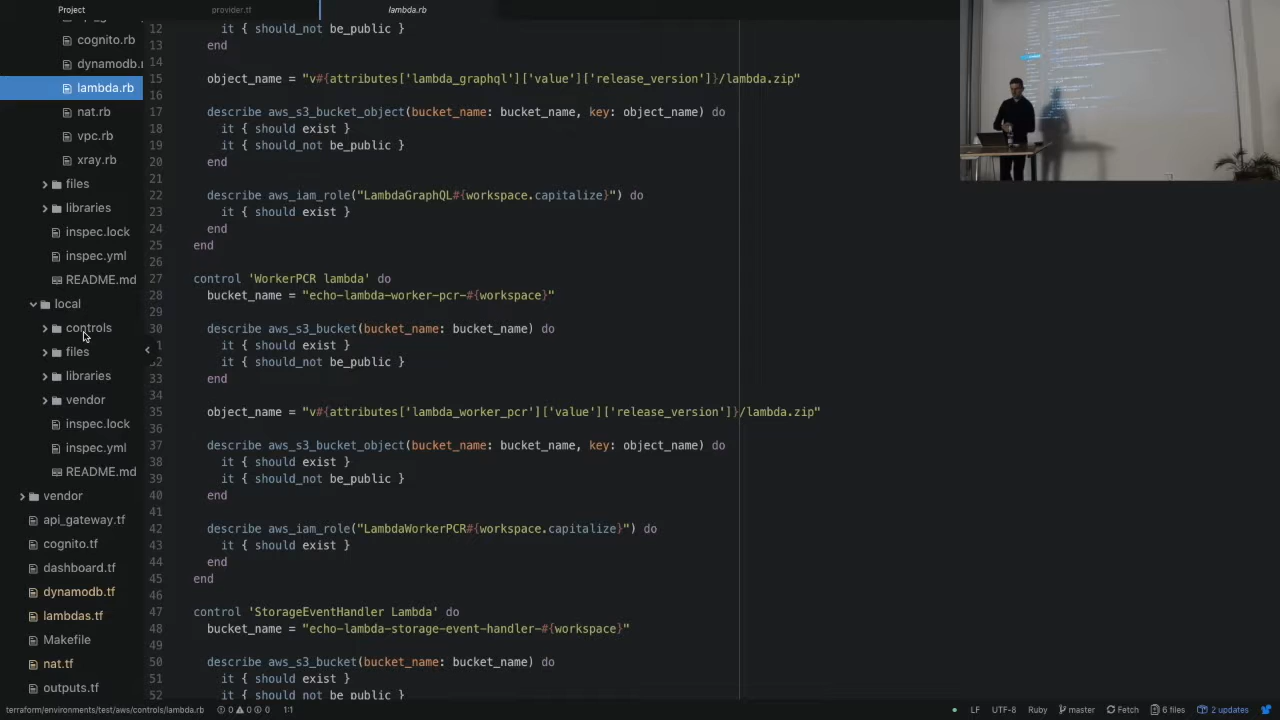 Project
provider.tf
lambda.rb
cognito.rb
dynamodb.r
lambda.rb
nat.rb
vpc.rb
xray.rb
files
libraries
inspec.lock
inspec.yml
README.md
local
controls
files
libraries
vendor
inspec.lock
inspec.yml
README.md
vendor
api_gateway.tf
cognito.tf
dashboard.tf
dynamodb.tf
lambdas.tf
Makefile
nat.tf
outputs.tf
12 it { should_not be_public }
13 end
14
15 object_name = "v#{attributes['lambda_graphql']['value']['release_version']}/lambda.zip"
16
17 describe aws_s3_bucket_object(bucket_name: bucket_name, key: object_name) do
18 it { should exist }
19 it { should_not be_public }
20 end
21
22 describe aws_iam_role("LambdaGraphQL#{workspace.capitalize}") do
23 it { should exist }
24 end
25 end
26
27 control 'WorkerPCR lambda' do
28 bucket_name = "echo-lambda-worker-pcr-#{workspace}"
29
30 describe aws_s3_bucket(bucket_name: bucket_name) do
31 it { should exist }
32 it { should_not be_public }
33 end
34
35 object_name = "v#{attributes['lambda_worker_pcr']['value']['release_version']}/lambda.zip"
36
37 describe aws_s3_bucket_object(bucket_name: bucket_name, key: object_name) do
38 it { should exist }
39 it { should_not be_public }
40 end
41
42 describe aws_iam_role("LambdaWorkerPCR#{workspace.capitalize}") do
43 it { should exist }
44 end
45 end
46
47 control 'StorageEventHandler Lambda' do
48 bucket_name = "echo-lambda-storage-event-handler-#{workspace}"
49
50 describe aws_s3_bucket(bucket_name: bucket_name) do
51 it { should exist }
52 it { should_not be_public }
terraform/environments/test/aws/controls/lambda.rb 0 0 0 1:1 LF UTF-8 Ruby master Fetch 6 files 2 updates